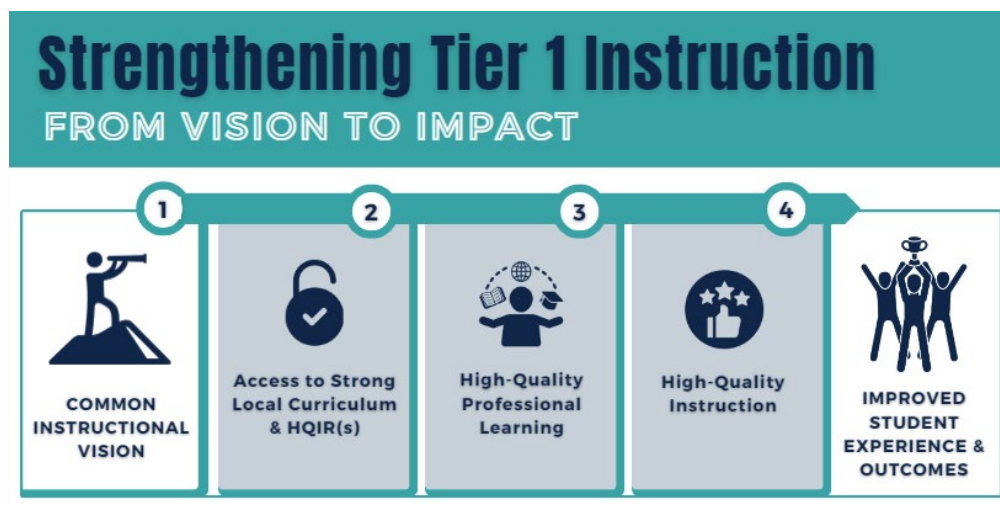 Strengthening Tier 1 Instruction
FROM VISION TO IMPACT
1
2
3
4
COMMON
INSTRUCTIONAL
VISION
Access to Strong
Local Curriculum
& HQIR(s)
High-Quality
Professional
Learning
High-Quality
Instruction
IMPROVED
STUDENT
EXPERIENCE &
OUTCOMES